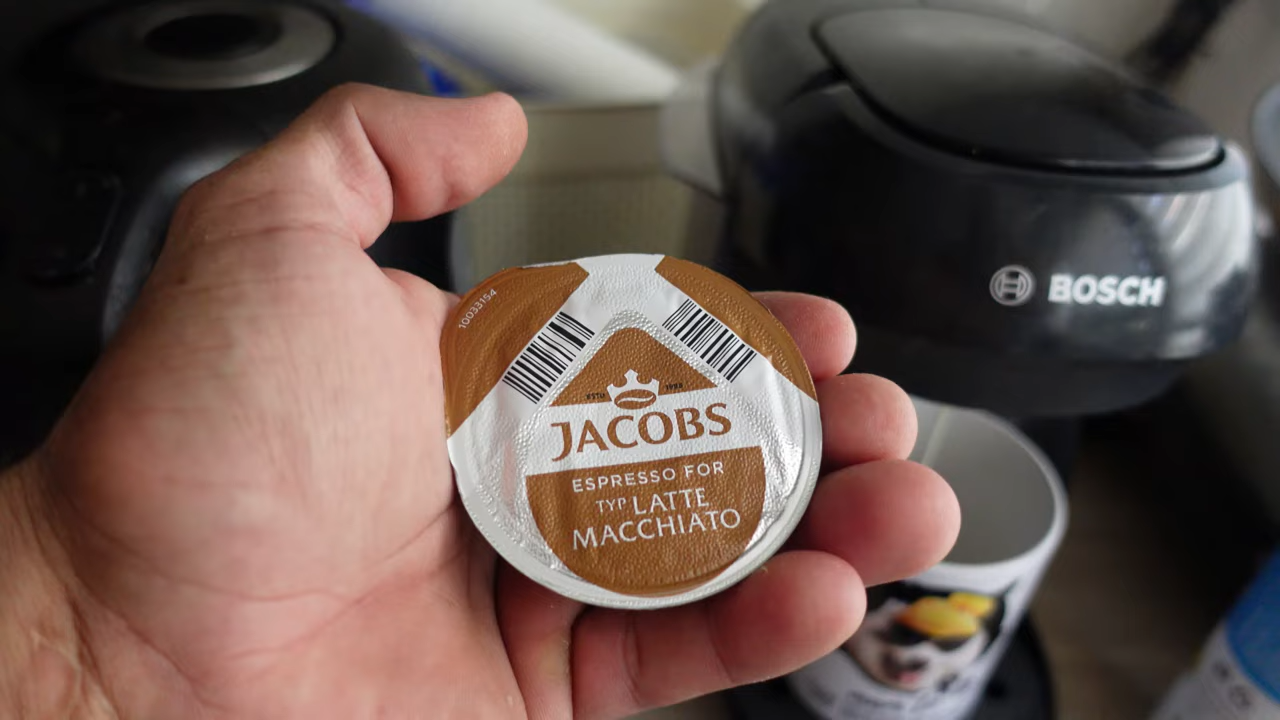 10033154
ESTD 1895
JACOBS
ESPRESSO FOR
TYP LATTE
MACCHIATO
BOSCH